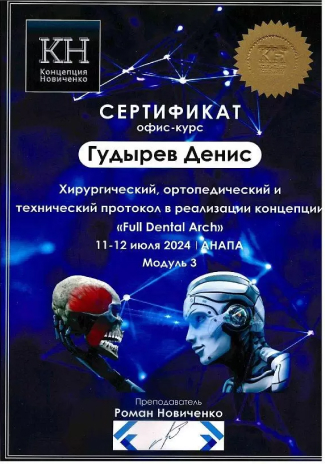 КН
Концепция
Новиченко
СЕРТИФИКАТ
офис-курс
Гудырев Денис
Хирургический, ортопедический и
технический протокол в реализации концепции
«Full Dental Arch»
11-12 июля 2024 | АНАПА
Модуль 3
Преподаватель
Роман Новиченко